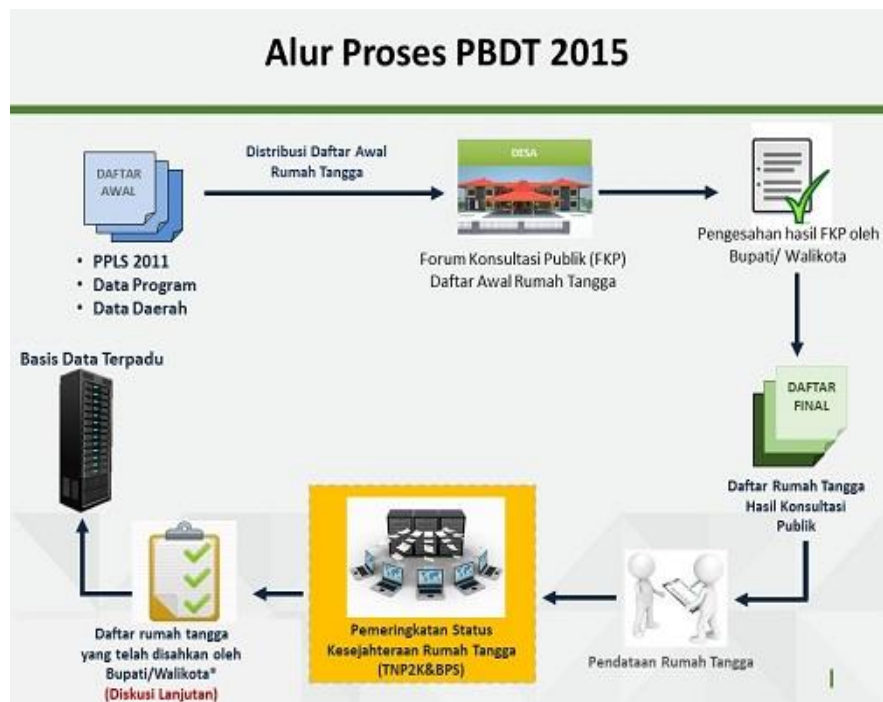 Alur Proses PBDT 2015
DAFTAR
AWAL
Distribusi Daftar Awal
Rumah Tangga
DESA
• PPLS 2011
• Data Program
• Data Daerah
Forum Konsultasi Publik (FKP)
Daftar Awal Rumah Tangga
Pengesahan hasil FKP oleh
Bupati/ Walikota
Basis Data Terpadu
DAFTAR
FINAL
Daftar Rumah Tangga
Hasil Konsultasi
Publik
Pendataan Rumah Tangga
Pemeringkatan Status
Kesejahteraan Rumah Tangga
(TNP2K&BPS)
Daftar rumah tangga
yang telah disahkan oleh
Bupati/Walikota*
(Diskusi Lanjutan)